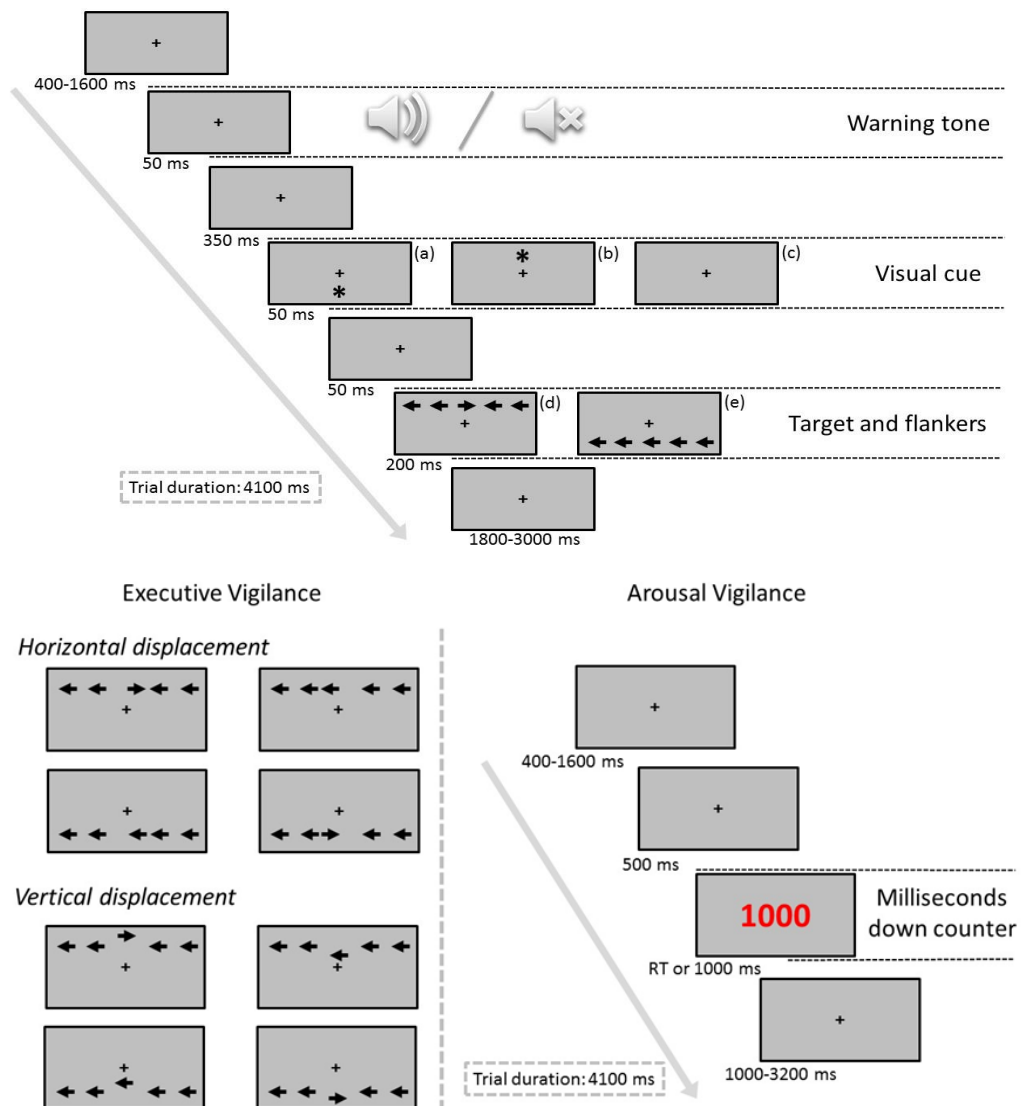 400-1600 ms
Warning tone
50 ms
350 ms
(a)
(b)
(c)
Visual cue
50 ms
50 ms
(d)
(e)
Target and flankers
200 ms
Trial duration: 4100 ms
1800-3000 ms
Executive Vigilance
Arousal Vigilance
Horizontal displacement
400-1600 ms
500 ms
Vertical displacement
1000
Milliseconds
down counter
RT or 1000 ms
Trial duration: 4100 ms
1000-3200 ms